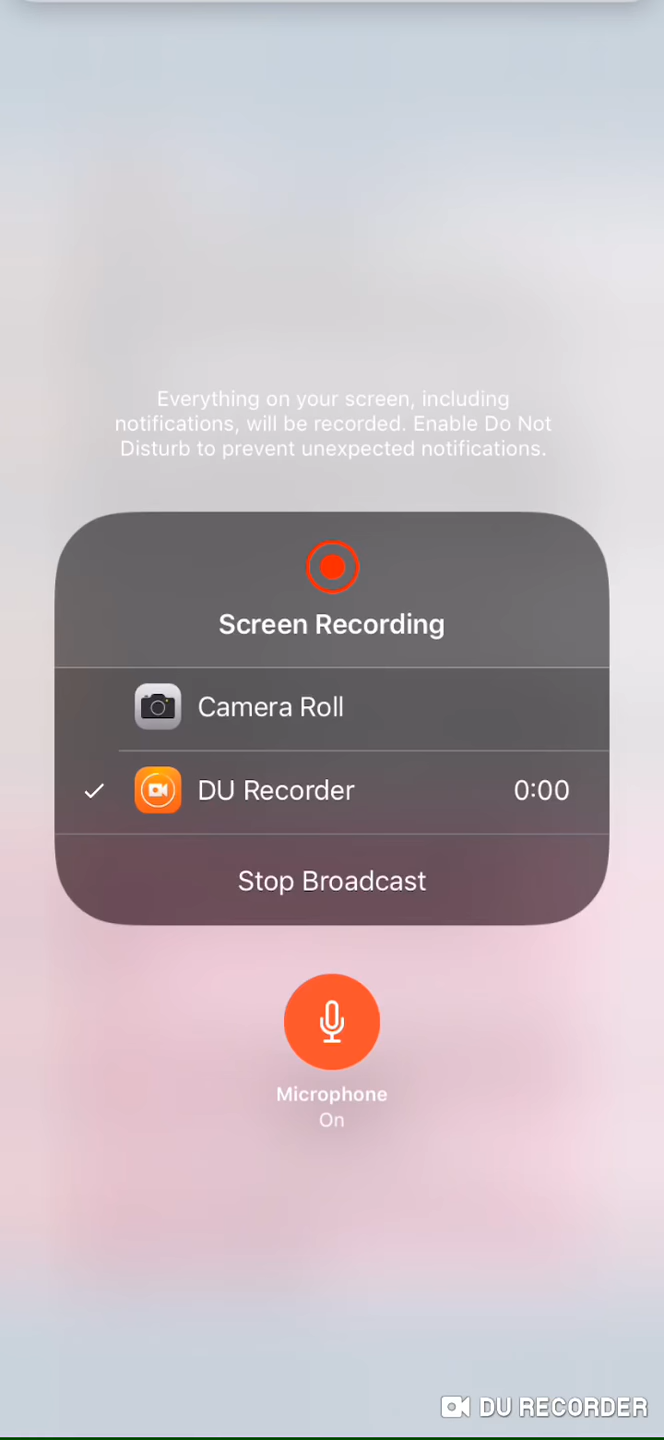 Everything on your screen, including
notifications, will be recorded. Enable Do Not
Disturb to prevent unexpected notifications.
Screen Recording
Camera Roll
DU Recorder 0:00
Stop Broadcast
Microphone
On
DU RECORDER